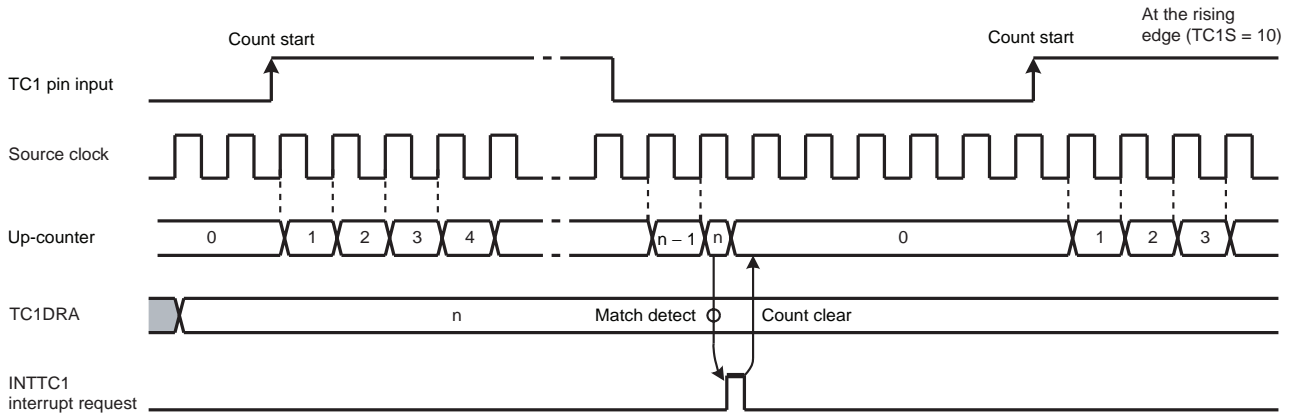 At the rising
edge (TC1S = 10)
Count start
Count start
TC1 pin input
Source clock
Up-counter
0
1
2
3
4
n – 1
n
0
1
2
3
TC1DRA
n
Match detect
Count clear
INTTC1
interrupt request